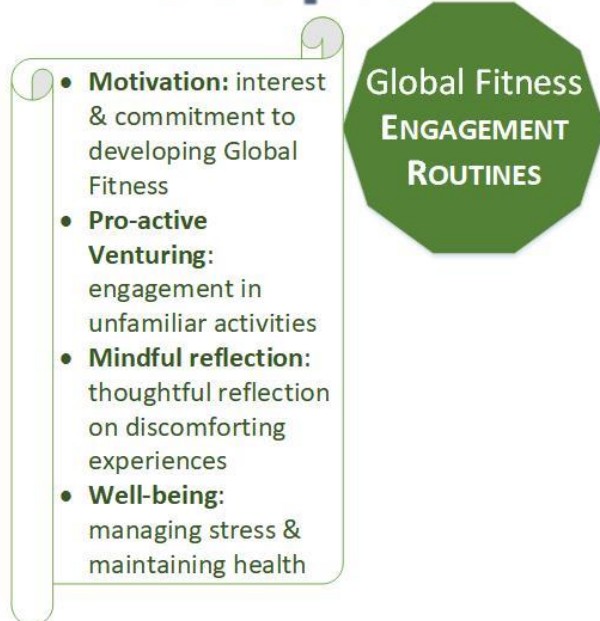 • Motivation: interest
& commitment to
developing Global
Fitness
• Pro-active
Venturing:
engagement in
unfamiliar activities
• Mindful reflection:
thoughtful reflection
on discomforting
experiences
• Well-being:
managing stress &
maintaining health
Global Fitness
ENGAGEMENT
ROUTINES